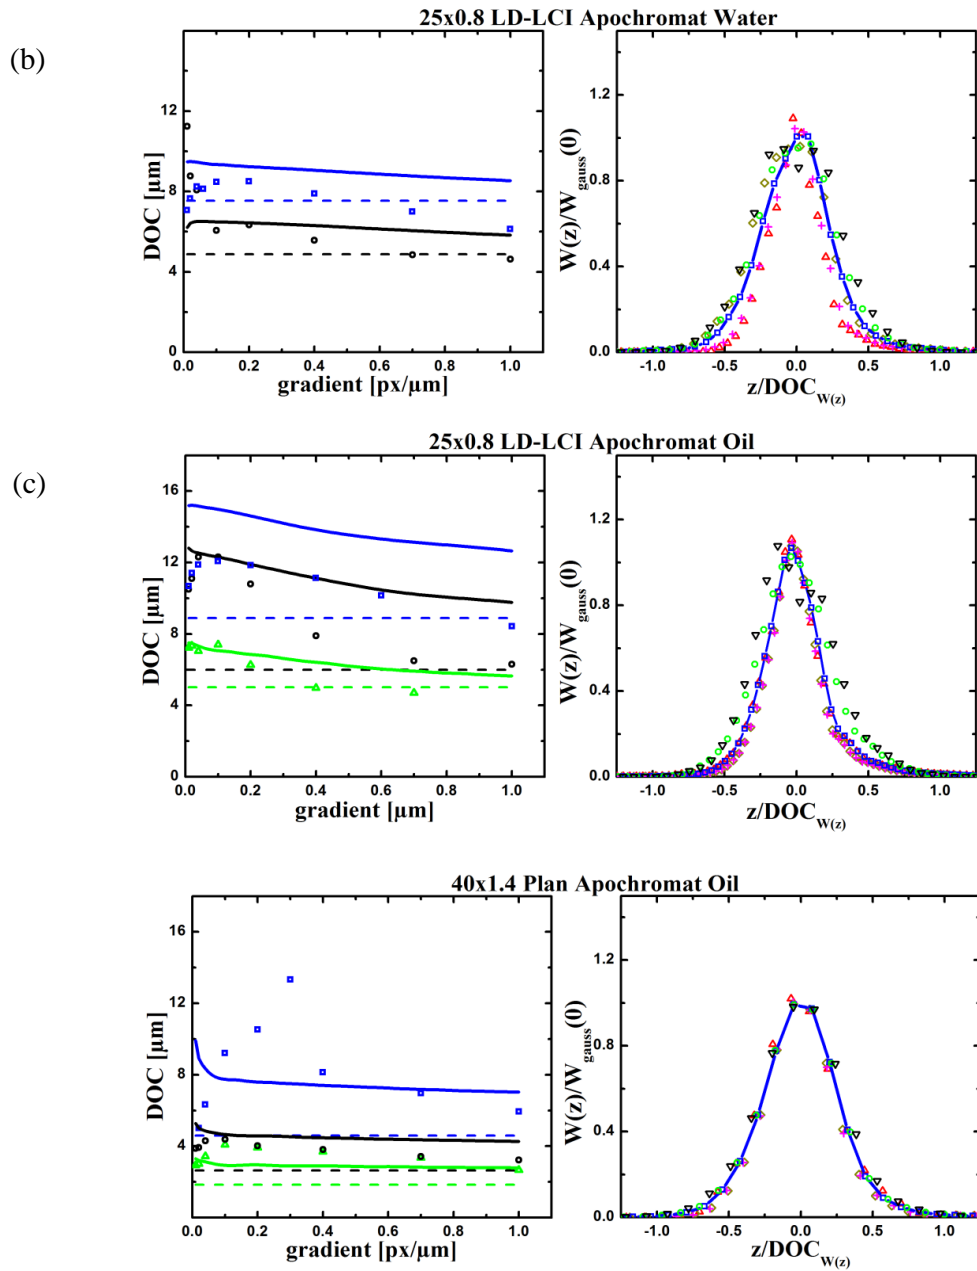 25x0.8 LD-LCI Apochromat Water
(b)
DOC [µm]
12
8
4
0
0.0 0.2 0.4 0.6 0.8 1.0
gradient [px/µm]
W(z)/W gauss (0)
1.2
0.8
0.4
0.0
-1.0 -0.5 0.0 0.5 1.0
z/DOC W(z)
25x0.8 LD-LCI Apochromat Oil
(c)
DOC [µm]
16
12
8
4
0
0.0 0.2 0.4 0.6 0.8 1.0
gradient [µm]
W(z)/W gauss (0)
1.2
0.8
0.4
0.0
-1.0 -0.5 0.0 0.5 1.0
z/DOC W(z)
40x1.4 Plan Apochromat Oil
DOC [µm]
16
12
8
4
0.0 0.2 0.4 0.6 0.8 1.0
gradient [px/µm]
W(z)/W gauss (0)
1.2
0.8
0.4
0.0
-1.0 -0.5 0.0 0.5 1.0
z/DOC W(z)